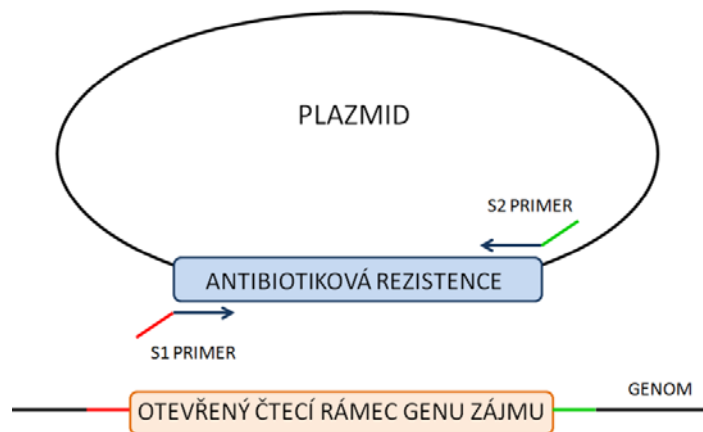 PLAZMID
S2 PRIMER
ANTIBIOTIKOVÁ REZISTENCE
S1 PRIMER
GENOM
OTEVŘENÝ ČTECÍ RÁMEC GENU ZÁJMU